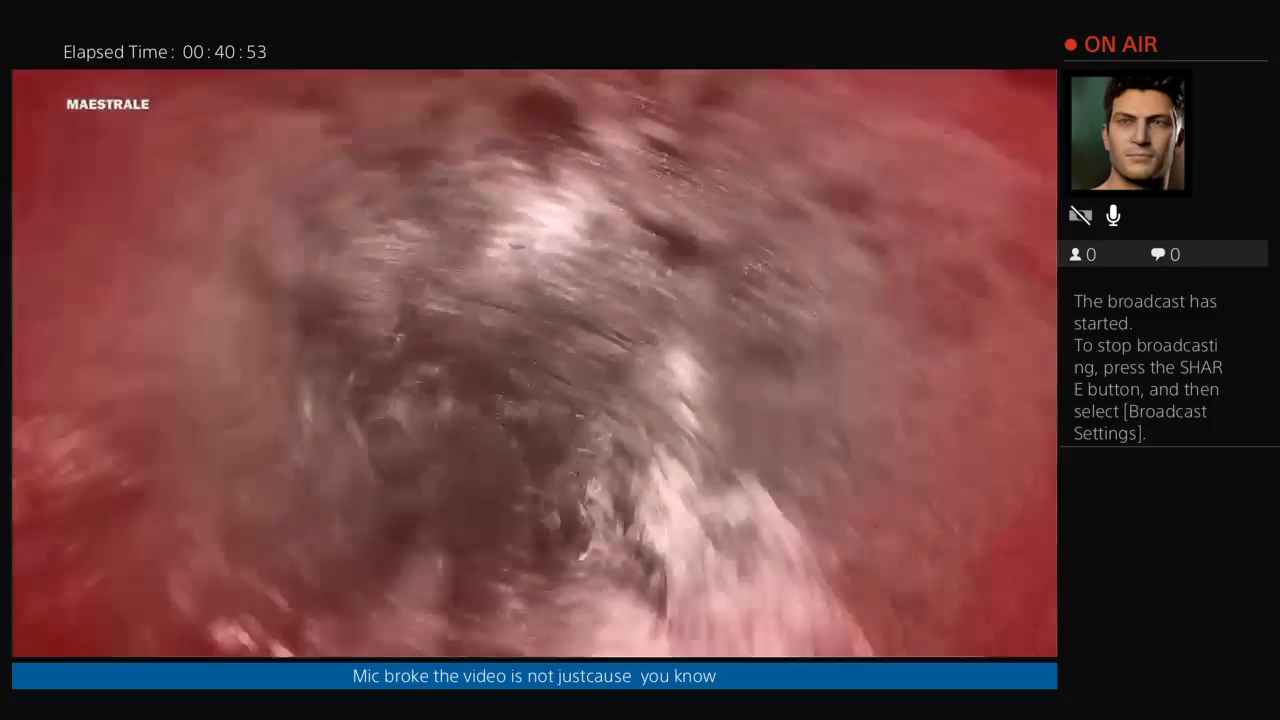 Elapsed Time: 00:40:53
ON AIR
MAESTRALE
0 0
The broadcast has
started.
To stop broadcasti
ng, press the SHAR
E button, and then
select [Broadcast
Settings].
Mic broke the video is not justcause  you know